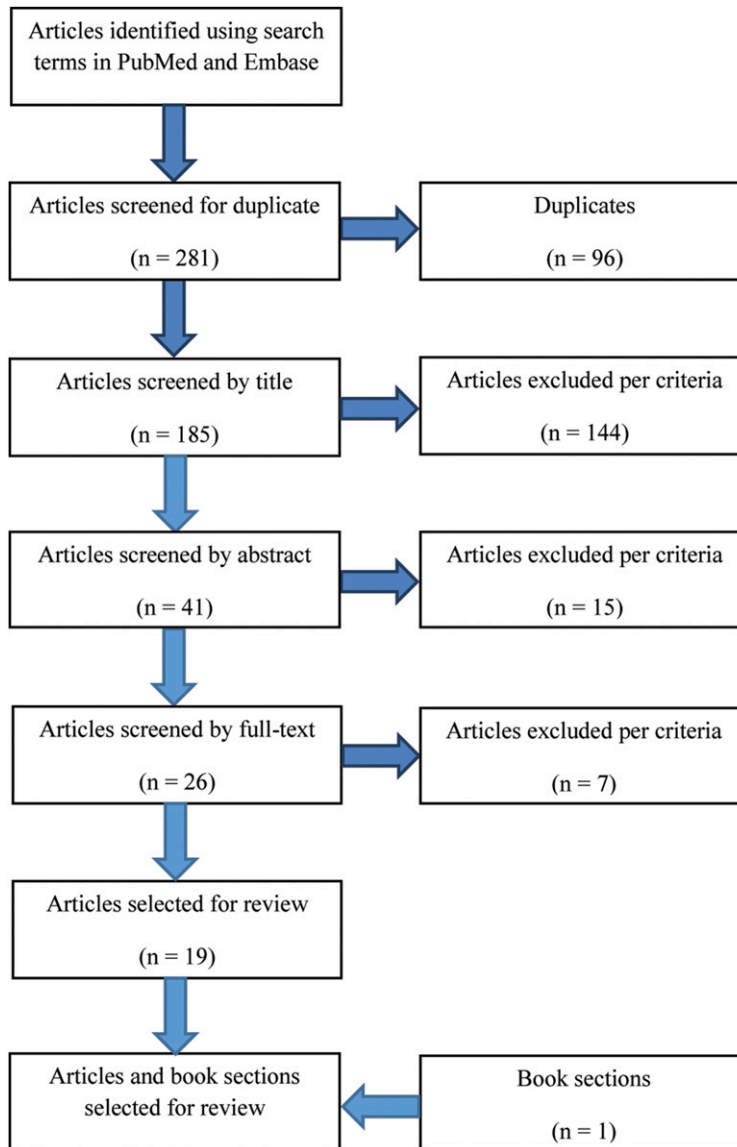 Articles identified using search
terms in PubMed and Embase
Articles screened for duplicate
(n = 281)
Duplicates
(n = 96)
Articles screened by title
(n = 185)
Articles excluded per criteria
(n = 144)
Articles screened by abstract
(n = 41)
Articles excluded per criteria
(n = 15)
Articles screened by full-text
(n = 26)
Articles excluded per criteria
(n = 7)
Articles selected for review
(n = 19)
Articles and book sections
selected for review
Book sections
(n = 1)